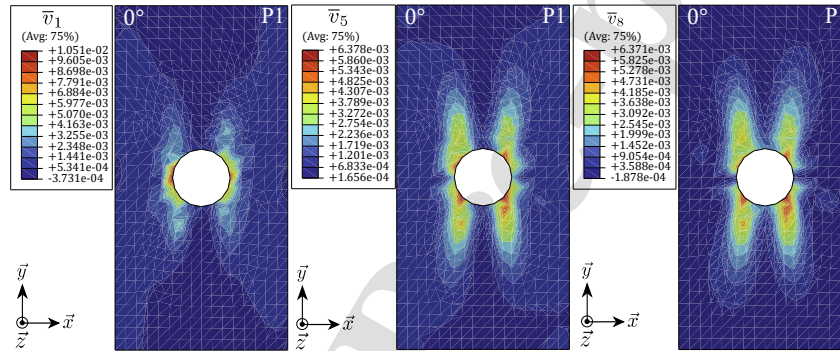 v̅₁
(Avg: 75%)
+1.051e-02
+9.605e-03
+8.698e-03
+7.791e-03
+6.884e-03
+5.977e-03
+5.070e-03
+4.163e-03
+3.255e-03
+2.348e-03
+1.441e-03
+5.341e-04
-3.731e-04
0°
P1
y⃗
x⃗
z⃗
v̅₅
(Avg: 75%)
+6.378e-03
+5.860e-03
+5.343e-03
+4.825e-03
+4.307e-03
+3.789e-03
+3.272e-03
+2.754e-03
+2.236e-03
+1.719e-03
+1.201e-03
+6.833e-04
+1.656e-04
0°
P1
y⃗
x⃗
z⃗
v̅₈
(Avg: 75%)
+6.371e-03
+5.825e-03
+5.278e-03
+4.731e-03
+4.185e-03
+3.638e-03
+3.092e-03
+2.545e-03
+1.999e-03
+1.452e-03
+9.054e-04
+3.588e-04
-1.878e-04
0°
P1
y⃗
x⃗
z⃗